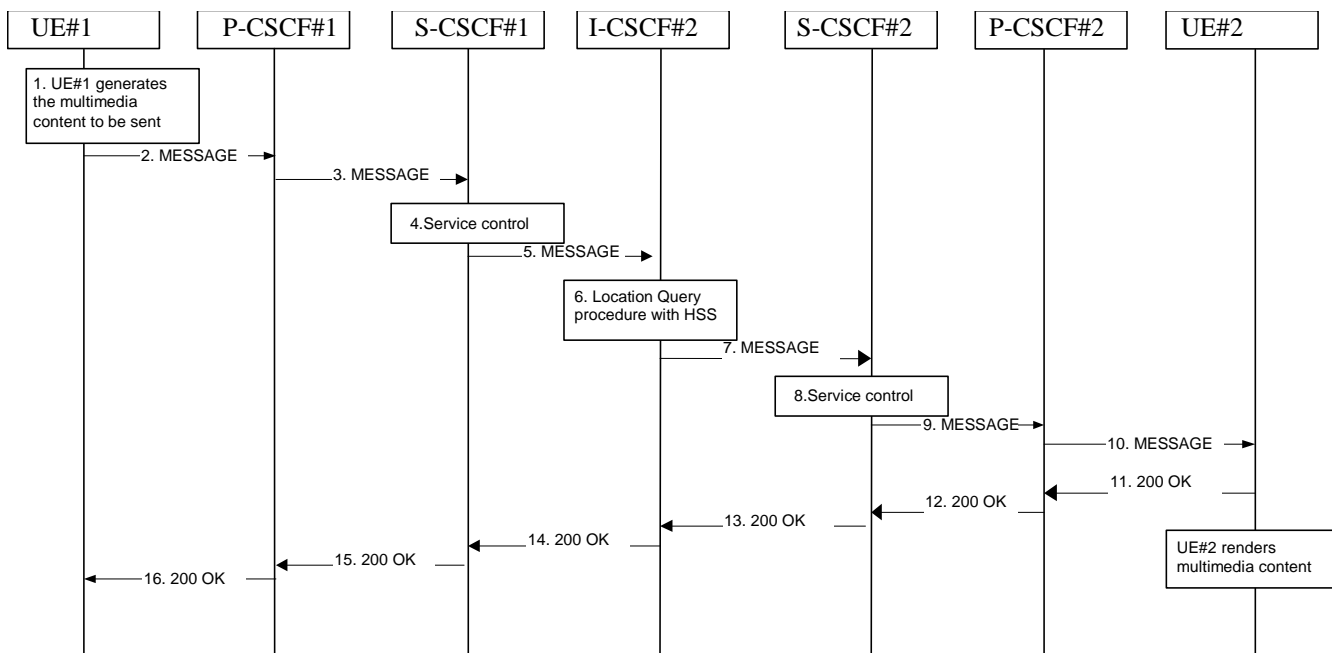 UE#1
P-CSCF#1
S-CSCF#1
I-CSCF#2
S-CSCF#2
P-CSCF#2
UE#2
1. UE#1 generates
the multimedia
content to be sent
2. MESSAGE
3. MESSAGE
4.Service control
5. MESSAGE
6. Location Query
procedure with HSS
7. MESSAGE
8.Service control
9. MESSAGE
10. MESSAGE
11. 200 OK
12. 200 OK
13. 200 OK
14. 200 OK
15. 200 OK
16. 200 OK
UE#2 renders
multimedia content